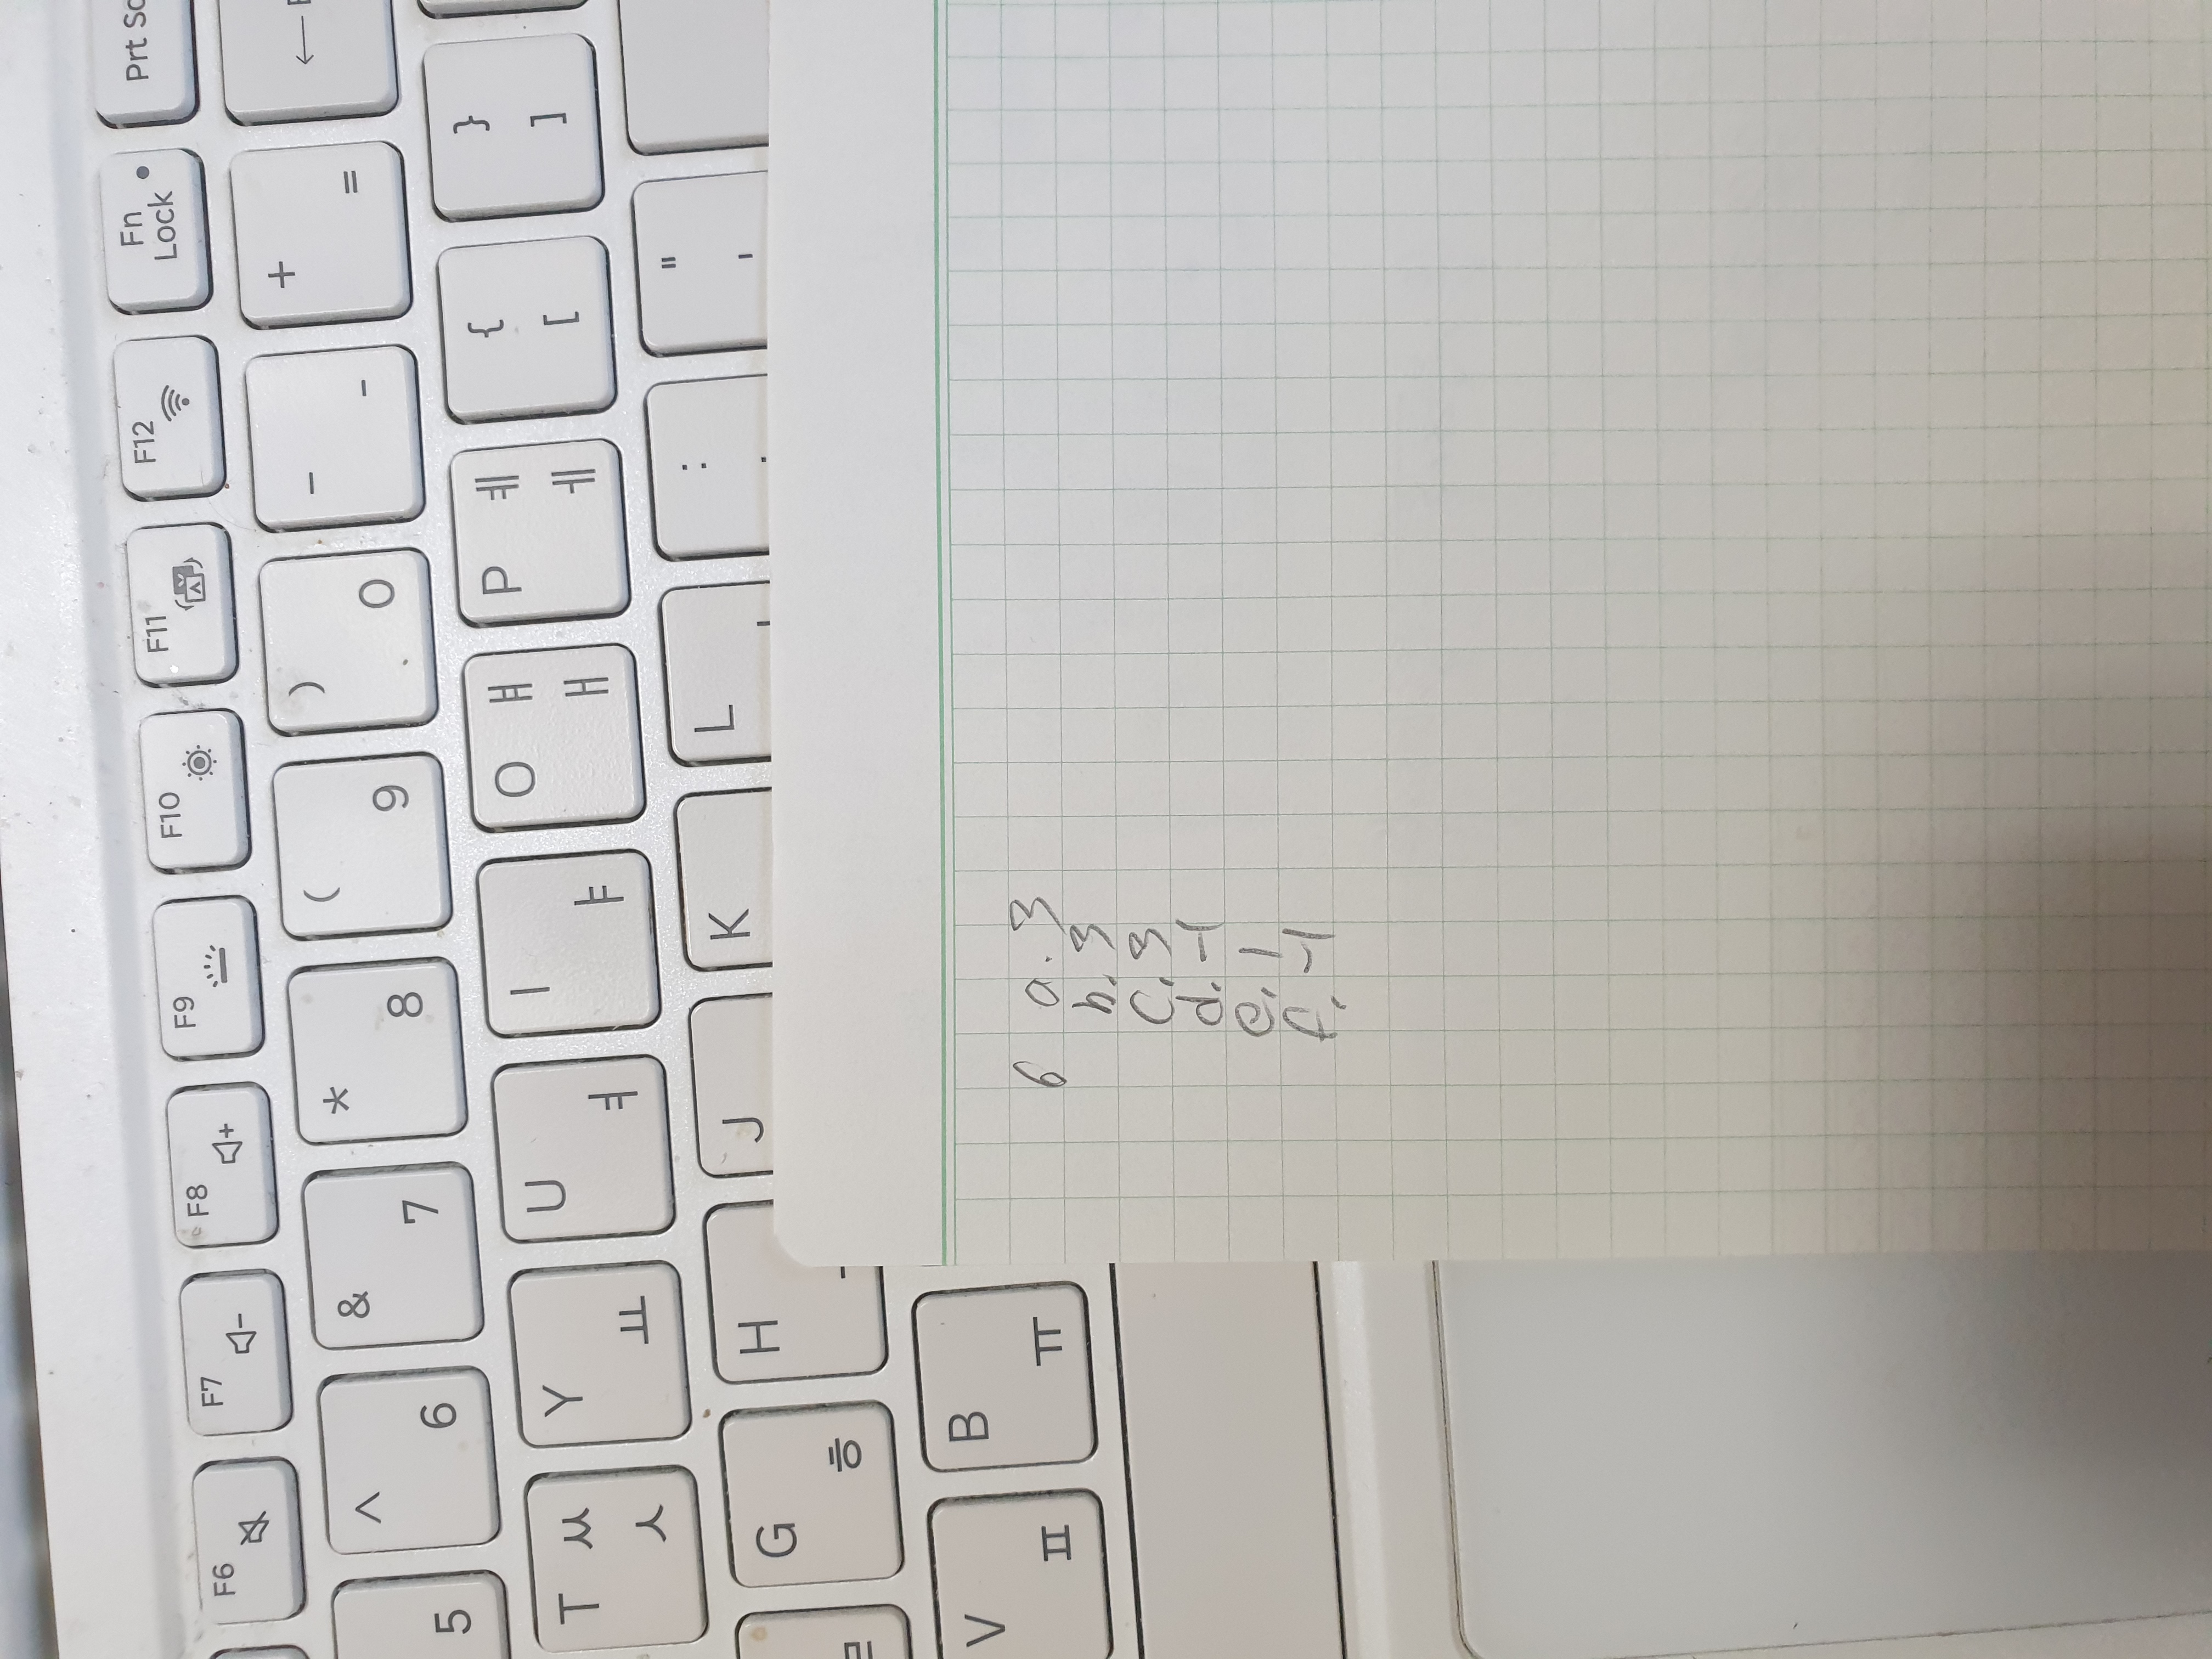 F6 F7 F8 F9 F10 F11 F12 Fn Lock Prt Sc
5 ^ 6 & 7 * 8 ( 9 ) 0 _ - + = ←
T ㅆ ㅅ Y ㅛ U ㅕ I ㅑ O ㅒ ㅐ P ㅖ ㅔ { [ } ]
ㄹ G ㅎ H J K L : ; " '
V ㅍ B ㅠ
6 a. 3
b. 3
c. 3
d. -1
e. 1
f. -1